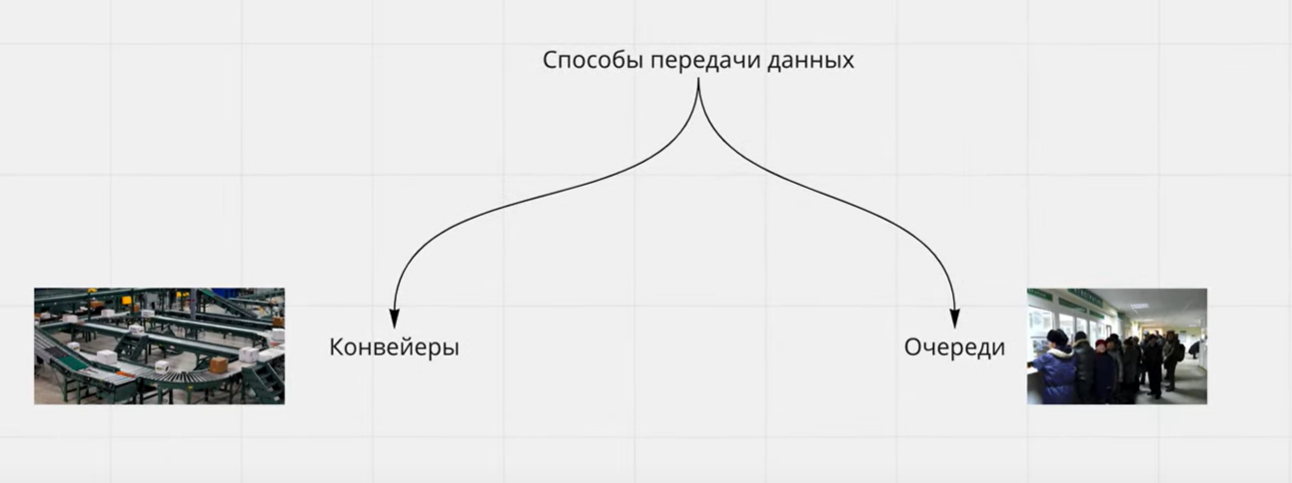 Способы передачи данных
Конвейеры
Очереди